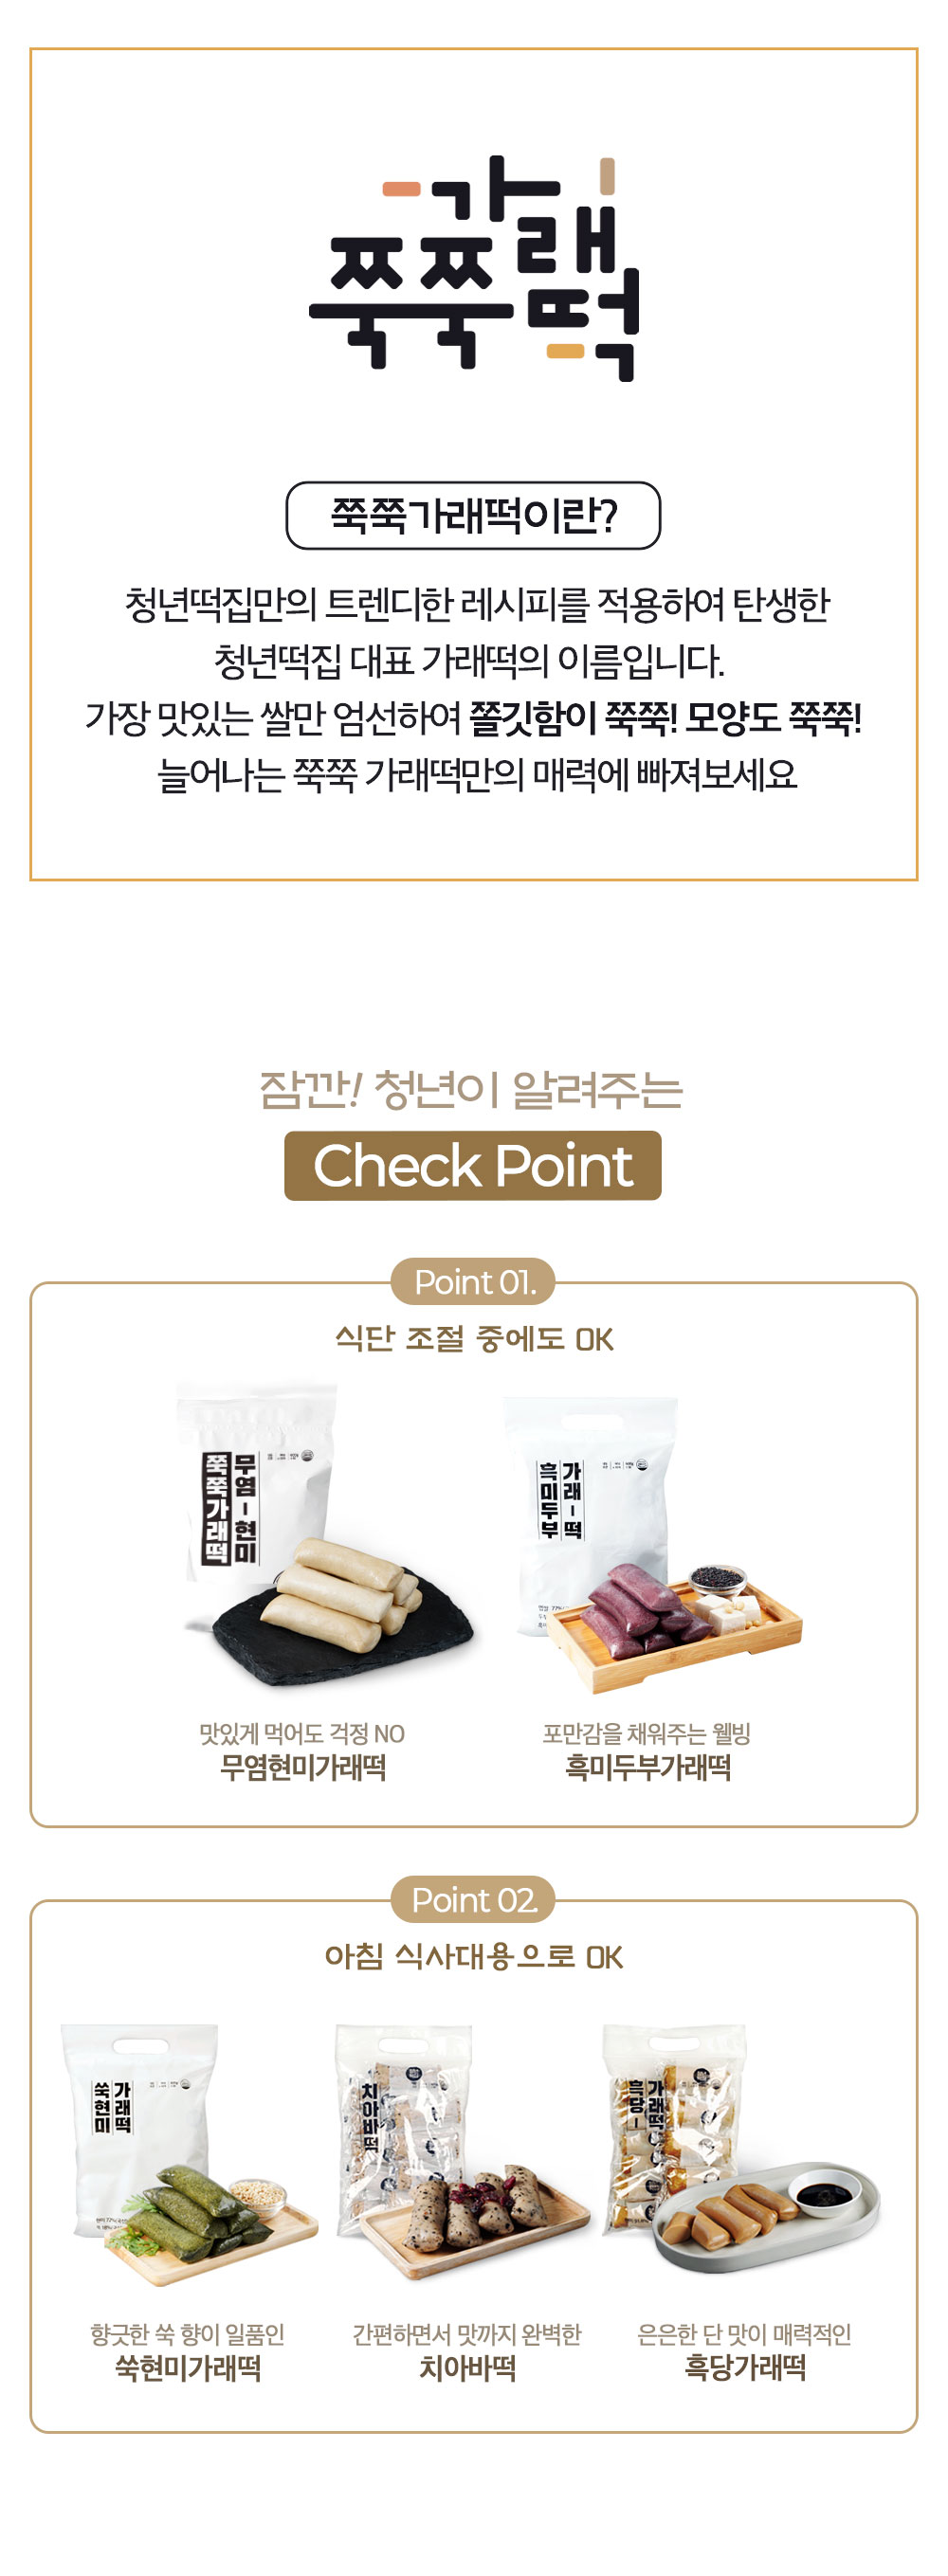 쭉쭉가래떡
쭉쭉가래떡이란?
청년떡집만의 트렌디한 레시피를 적용하여 탄생한
청년떡집 대표 가래떡의 이름입니다.
가장 맛있는 쌀만 엄선하여 쫄깃함이 쭉쭉! 모양도 쭉쭉!
늘어나는 쭉쭉 가래떡만의 매력에 빠져보세요
잠깐! 청년이 알려주는
Check Point
Point 01.
식단 조절 중에도 OK
무염-현미
쭉쭉가래떡
가래-떡
흑미두부
맛있게 먹어도 걱정 NO
무염현미가래떡
포만감을 채워주는 웰빙
흑미두부가래떡
Point 02.
아침 식사대용으로 OK
가래떡
쑥현미
치아바떡
가래떡
흑당-
향긋한 쑥 향이 일품인
쑥현미가래떡
간편하면서 맛까지 완벽한
치아바떡
은은한 단 맛이 매력적인
흑당가래떡